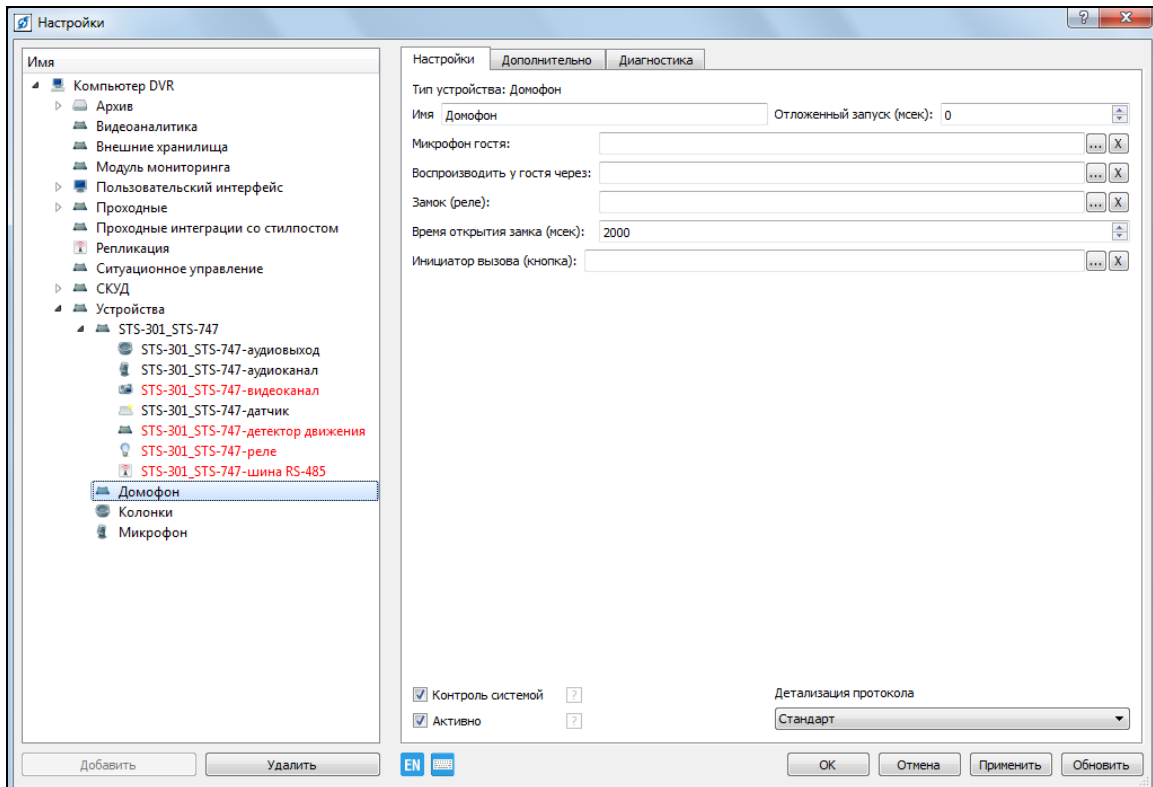 Настройки
? X
Имя
Компьютер DVR
Архив
Видеоаналитика
Внешние хранилища
Модуль мониторинга
Пользовательский интерфейс
Проходные
Проходные интеграции со стилпостом
Репликация
Ситуационное управление
СКУД
Устройства
STS-301_STS-747
STS-301_STS-747-аудиовыход
STS-301_STS-747-аудиоканал
STS-301_STS-747-видеоканал
STS-301_STS-747-датчик
STS-301_STS-747-детектор движения
STS-301_STS-747-реле
STS-301_STS-747-шина RS-485
Домофон
Колонки
Микрофон
Добавить Удалить
Настройки Дополнительно Диагностика
Тип устройства: Домофон
Имя Домофон Отложенный запуск (мсек): 0
Микрофон гостя: ... X
Воспроизводить у гостя через: ... X
Замок (реле): ... X
Время открытия замка (мсек): 2000
Инициатор вызова (кнопка): ... X
Контроль системой ? Детализация протокола
Активно ? Стандарт
EN OK Отмена Применить Обновить